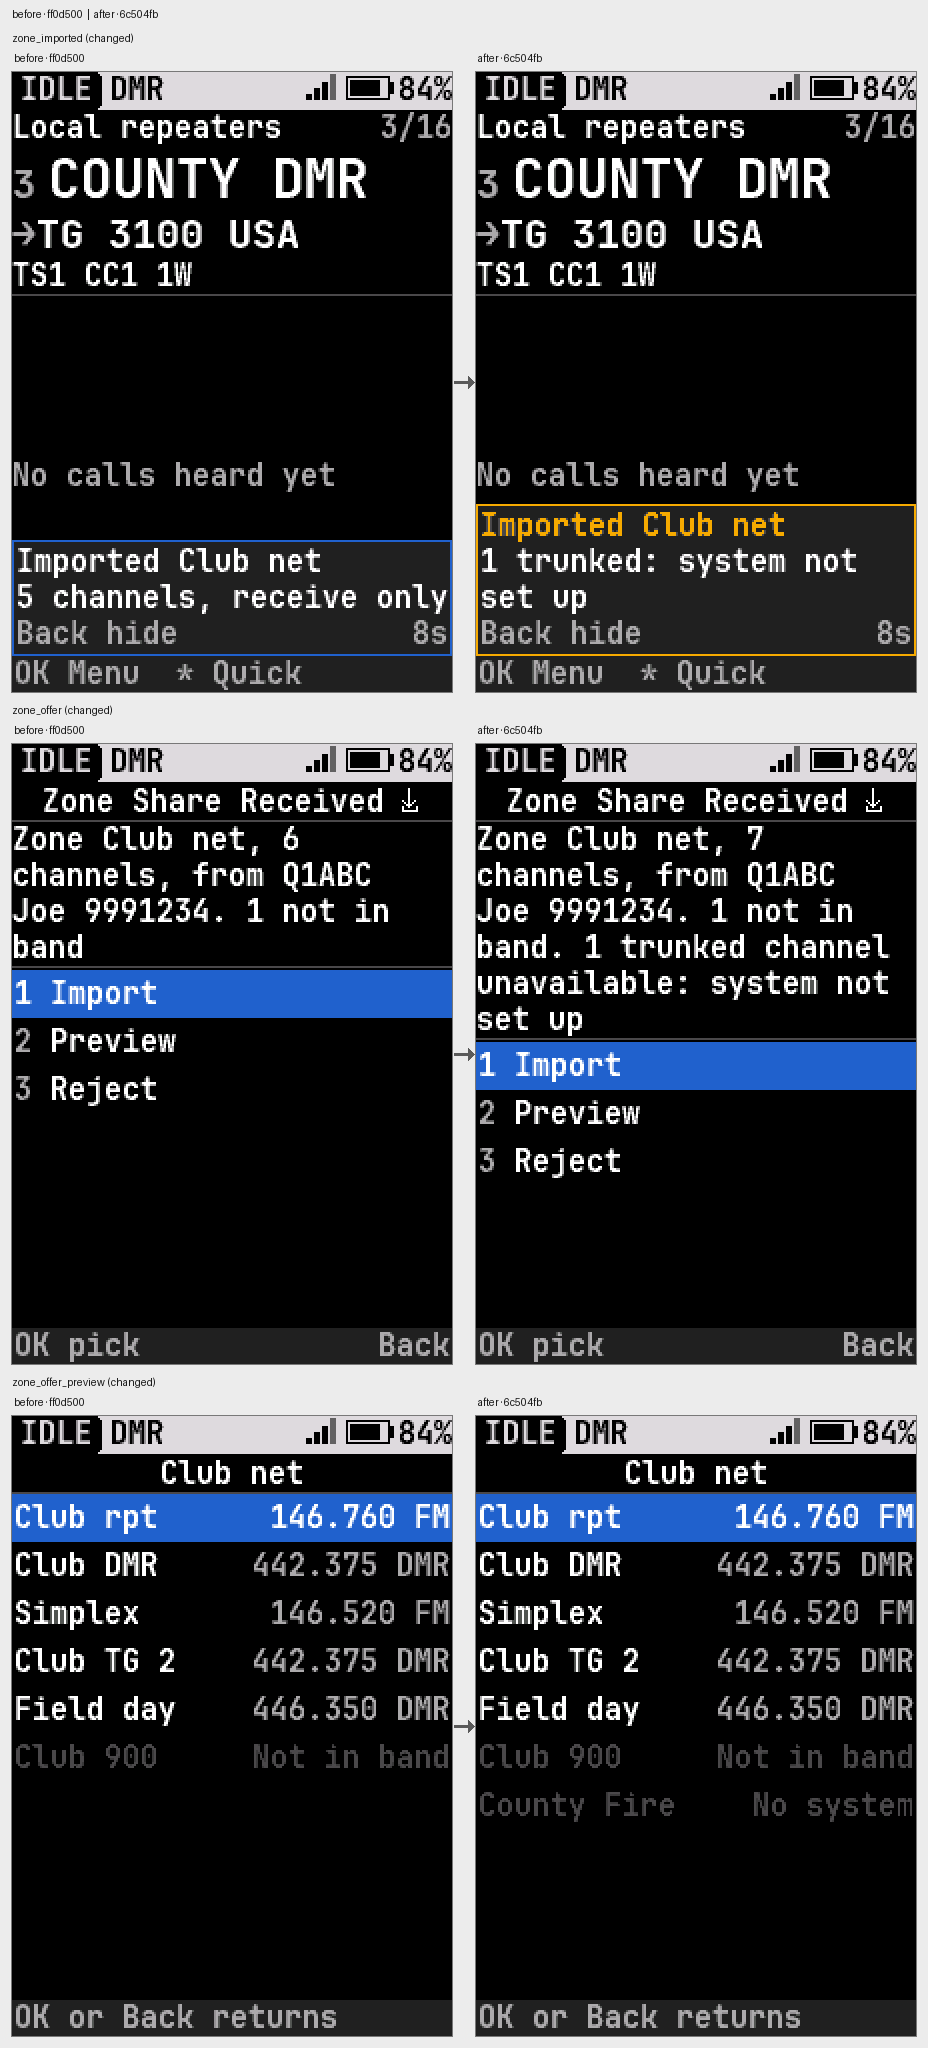 before · ff0d500 | after · 6c504fb
zone_imported (changed)
before · ff0d500
IDLE DMR 84%
Local repeaters 3/16
3 COUNTY DMR
→TG 3100 USA
TS1 CC1 1W
No calls heard yet
Imported Club net
5 channels, receive only
Back hide 8s
OK Menu * Quick
after · 6c504fb
IDLE DMR 84%
Local repeaters 3/16
3 COUNTY DMR
→TG 3100 USA
TS1 CC1 1W
No calls heard yet
Imported Club net
1 trunked: system not
set up
Back hide 8s
OK Menu * Quick
zone_offer (changed)
before · ff0d500
IDLE DMR 84%
Zone Share Received
Zone Club net, 6
channels, from Q1ABC
Joe 9991234. 1 not in
band
1 Import
2 Preview
3 Reject
OK pick Back
after · 6c504fb
IDLE DMR 84%
Zone Share Received
Zone Club net, 7
channels, from Q1ABC
Joe 9991234. 1 not in
band. 1 trunked channel
unavailable: system not
set up
1 Import
2 Preview
3 Reject
OK pick Back
zone_offer_preview (changed)
before · ff0d500
IDLE DMR 84%
Club net
Club rpt 146.760 FM
Club DMR 442.375 DMR
Simplex 146.520 FM
Club TG 2 442.375 DMR
Field day 446.350 DMR
Club 900 Not in band
OK or Back returns
after · 6c504fb
IDLE DMR 84%
Club net
Club rpt 146.760 FM
Club DMR 442.375 DMR
Simplex 146.520 FM
Club TG 2 442.375 DMR
Field day 446.350 DMR
Club 900 Not in band
County Fire No system
OK or Back returns